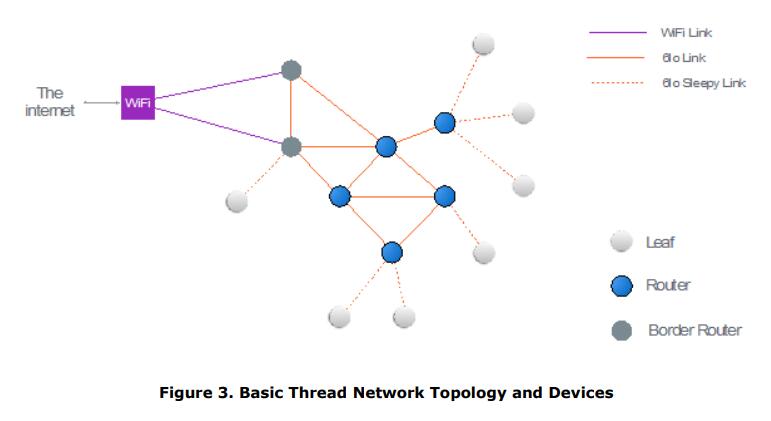 WiFi Link
6lo Link
6lo Sleepy Link
The
internet
WiFi
Leaf
Router
Border Router
Figure 3. Basic Thread Network Topology and Devices